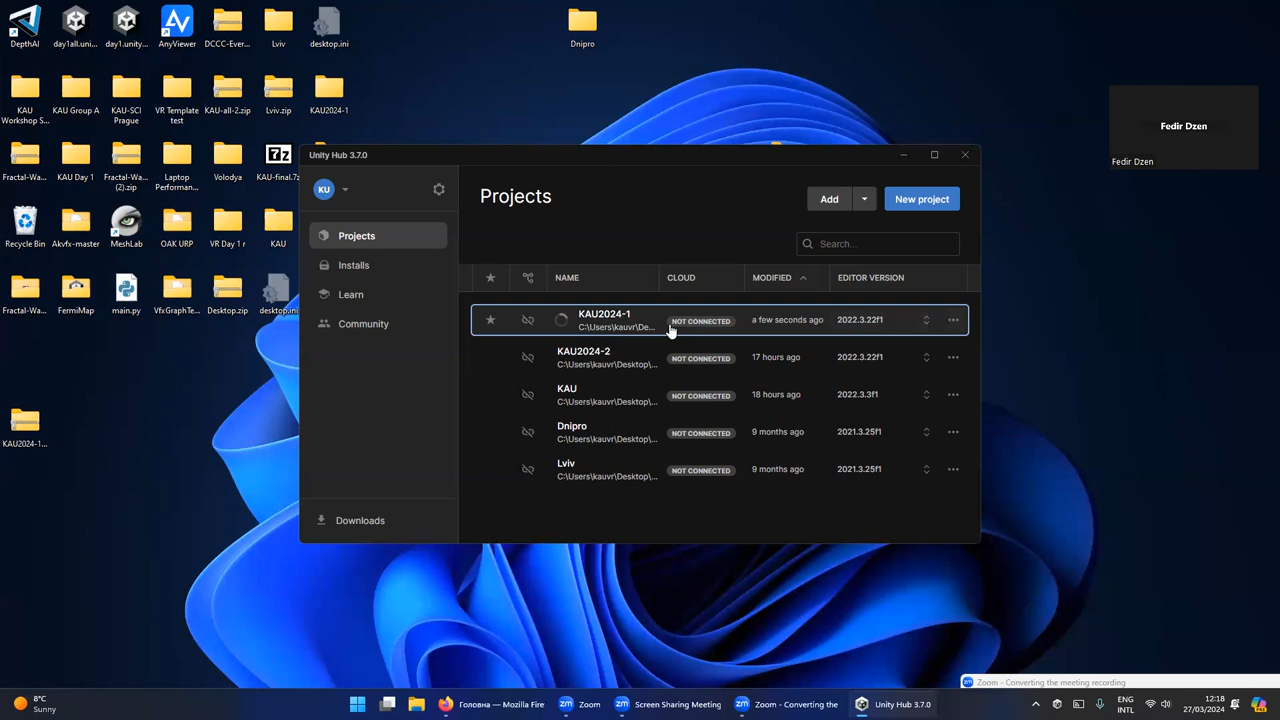 DepthAI
day1all.uni...
day1.unity...
AnyViewer
DCCC-Ever...
Lviv
desktop.ini
Dnipro
KAU Workshop S...
KAU Group A
KAU-SCI Prague
VR Template test
KAU-all-2.zip
Lviv.zip
KAU2024-1
Fractal-Wa...
KAU Day 1
Fractal-Wa... (2).zip
Laptop Performan...
Volodya
7z
KAU-final.7z
Recycle Bin
Akvfx-master
MeshLab
OAK URP
VR Day 1 r
KAU
Fractal-Wa...
FermiMap
main.py
VfxGraphTe...
Desktop.zip
desktop.ini
KAU2024-1...
Unity Hub 3.7.0
KU
Projects
Installs
Learn
Community
Downloads
Projects
Add
New project
Search...
NAME CLOUD MODIFIED EDITOR VERSION
KAU2024-1
C:\Users\kauvr\De...
NOT CONNECTED a few seconds ago 2022.3.22f1
KAU2024-2
C:\Users\kauvr\Desktop\...
NOT CONNECTED 17 hours ago 2022.3.22f1
KAU
C:\Users\kauvr\Desktop\...
NOT CONNECTED 18 hours ago 2022.3.3f1
Dnipro
C:\Users\kauvr\Desktop\...
NOT CONNECTED 9 months ago 2021.3.25f1
Lviv
C:\Users\kauvr\Desktop\...
NOT CONNECTED 9 months ago 2021.3.25f1
Fedir Dzen
Fedir Dzen
zm Zoom - Converting the meeting recording
8°C
Sunny
Головна — Mozilla Fire
zm Zoom
zm Screen Sharing Meeting
zm Zoom - Converting the
Unity Hub 3.7.0
ENG
INTL
12:18
27/03/2024